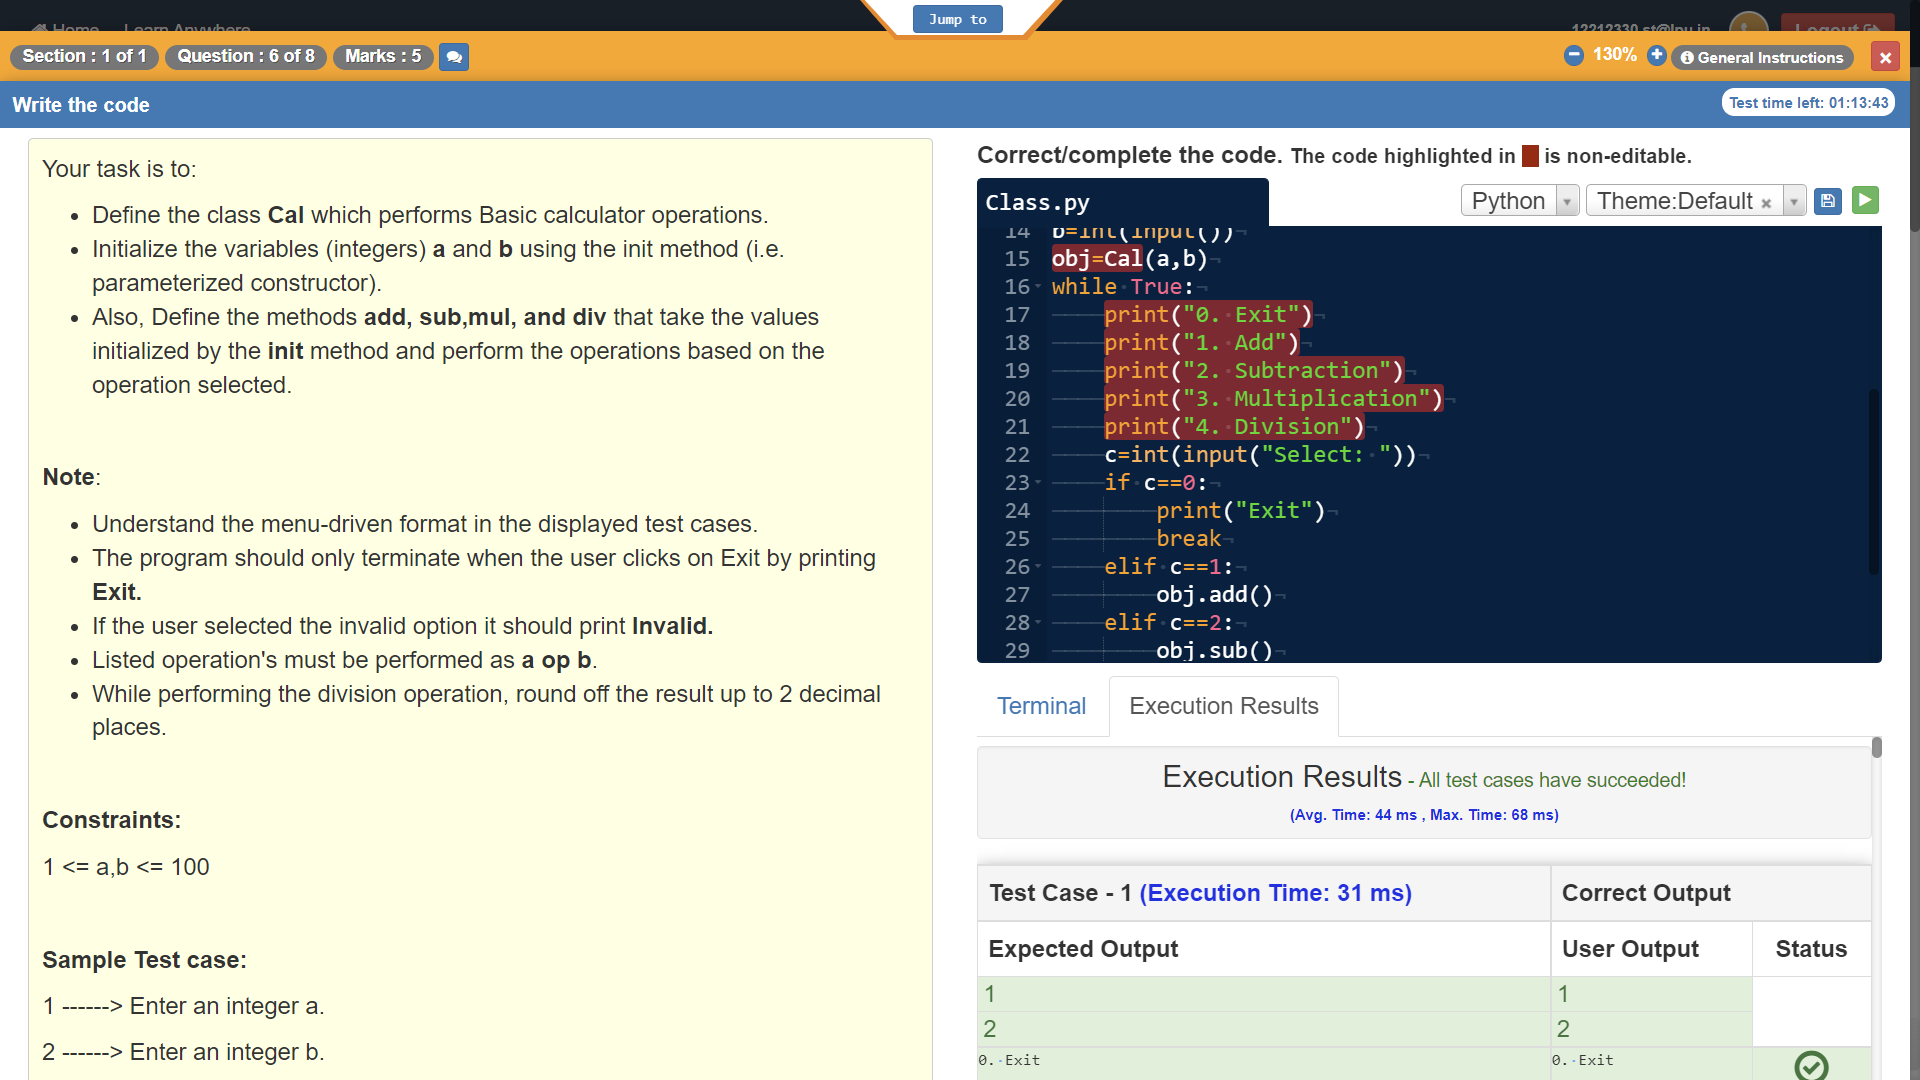 Jump to
Home Learn Anywhere
12212330.st@lpu.in
Logout
Section : 1 of 1
Question : 6 of 8
Marks : 5
130%
General Instructions
Write the code
Test time left: 01:13:43
Your task is to:
Define the class Cal which performs Basic calculator operations.
Initialize the variables (integers) a and b using the init method (i.e.
parameterized constructor).
Also, Define the methods add, sub,mul, and div that take the values
initialized by the init method and perform the operations based on the
operation selected.
Note:
Understand the menu-driven format in the displayed test cases.
The program should only terminate when the user clicks on Exit by printing
Exit.
If the user selected the invalid option it should print Invalid.
Listed operation's must be performed as a op b.
While performing the division operation, round off the result up to 2 decimal
places.
Constraints:
1 <= a,b <= 100
Sample Test case:
1 ------> Enter an integer a.
2 ------> Enter an integer b.
Correct/complete the code. The code highlighted in is non-editable.
Class.py
Python
Theme:Default ×
14 b=int(input())
15 obj=Cal(a,b)
16 while True:
17 print("0. Exit")
18 print("1. Add")
19 print("2. Subtraction")
20 print("3. Multiplication")
21 print("4. Division")
22 c=int(input("Select: "))
23 if c==0:
24 print("Exit")
25 break
26 elif c==1:
27 obj.add()
28 elif c==2:
29 obj.sub()
Terminal
Execution Results
Execution Results - All test cases have succeeded!
(Avg. Time: 44 ms , Max. Time: 68 ms)
Test Case - 1 (Execution Time: 31 ms)
Correct Output
Expected Output
User Output
Status
1 1
2 2
0. Exit 0. Exit